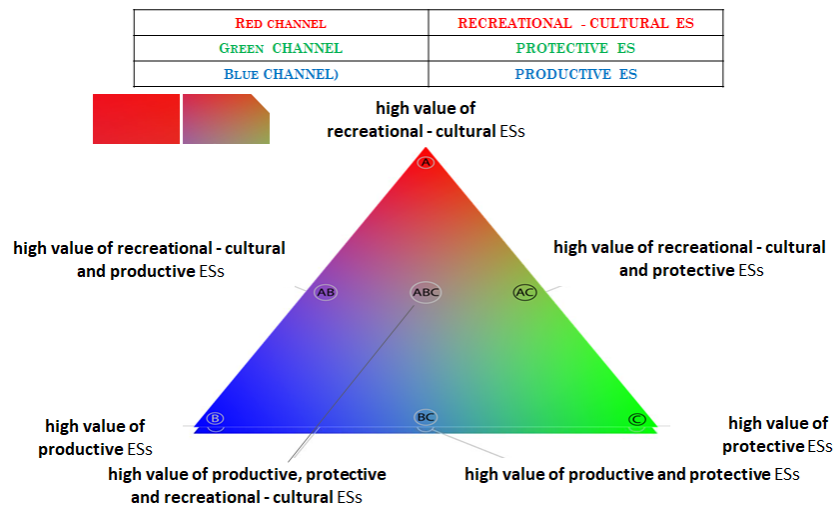 RED CHANNEL RECREATIONAL - CULTURAL ES
GREEN CHANNEL PROTECTIVE ES
BLUE CHANNEL) PRODUCTIVE ES
high value of
recreational - cultural ESs
A
high value of recreational - cultural
and productive ESs
high value of recreational - cultural
and protective ESs
AB
ABC
AC
B
BC
C
high value of
productive ESs
high value of
protective ESs
high value of productive, protective
and recreational - cultural ESs
high value of productive and protective ESs